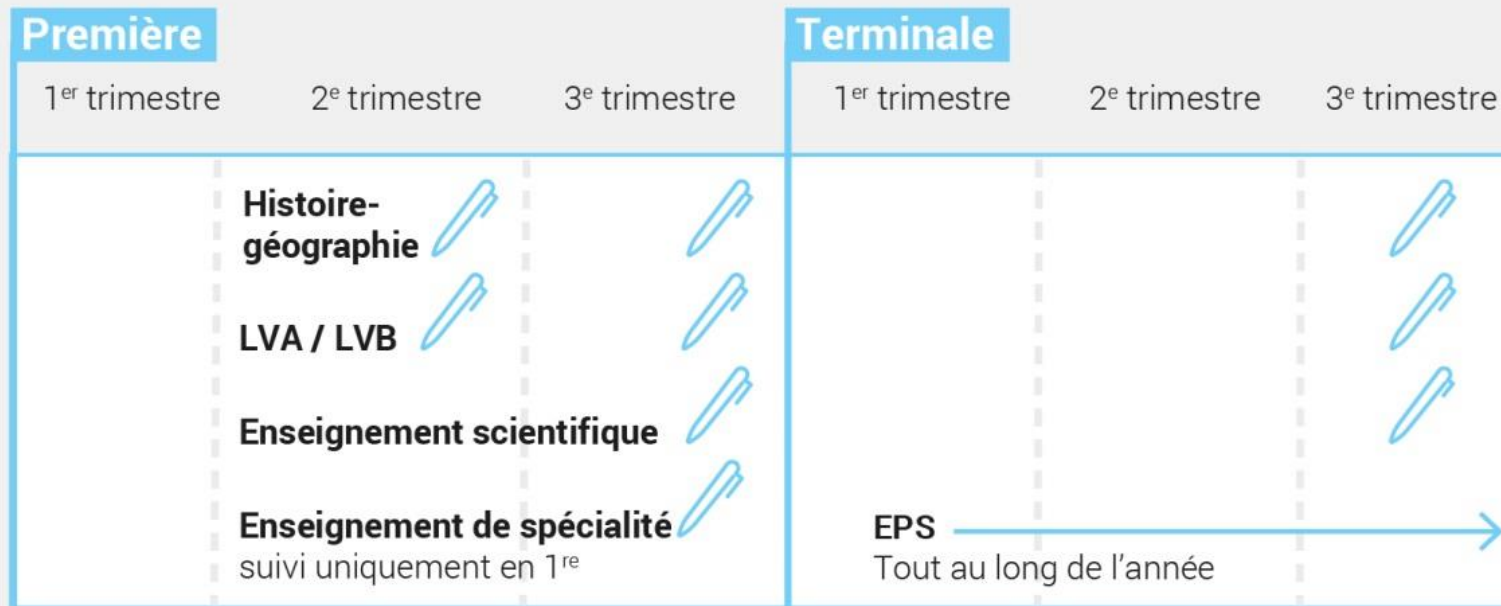 Première
Terminale
1er trimestre 2e trimestre 3e trimestre 1er trimestre 2e trimestre 3e trimestre
Histoire-
géographie
LVA / LVB
Enseignement scientifique
Enseignement de spécialité
suivi uniquement en 1re
EPS
Tout au long de l'année